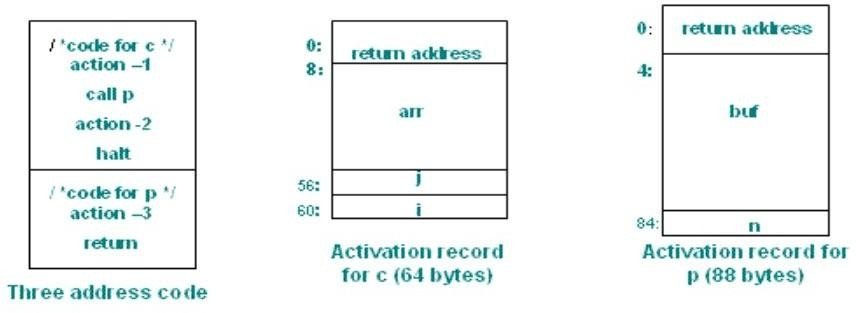 / *code for c */
action –1
call p
action -2
halt
/ *code for p */
action –3
return
Three address code
0:
return address
8:
arr
56:
j
60:
i
Activation record
for c (64 bytes)
0:
return address
4:
buf
84:
n
Activation record for
p (88 bytes)